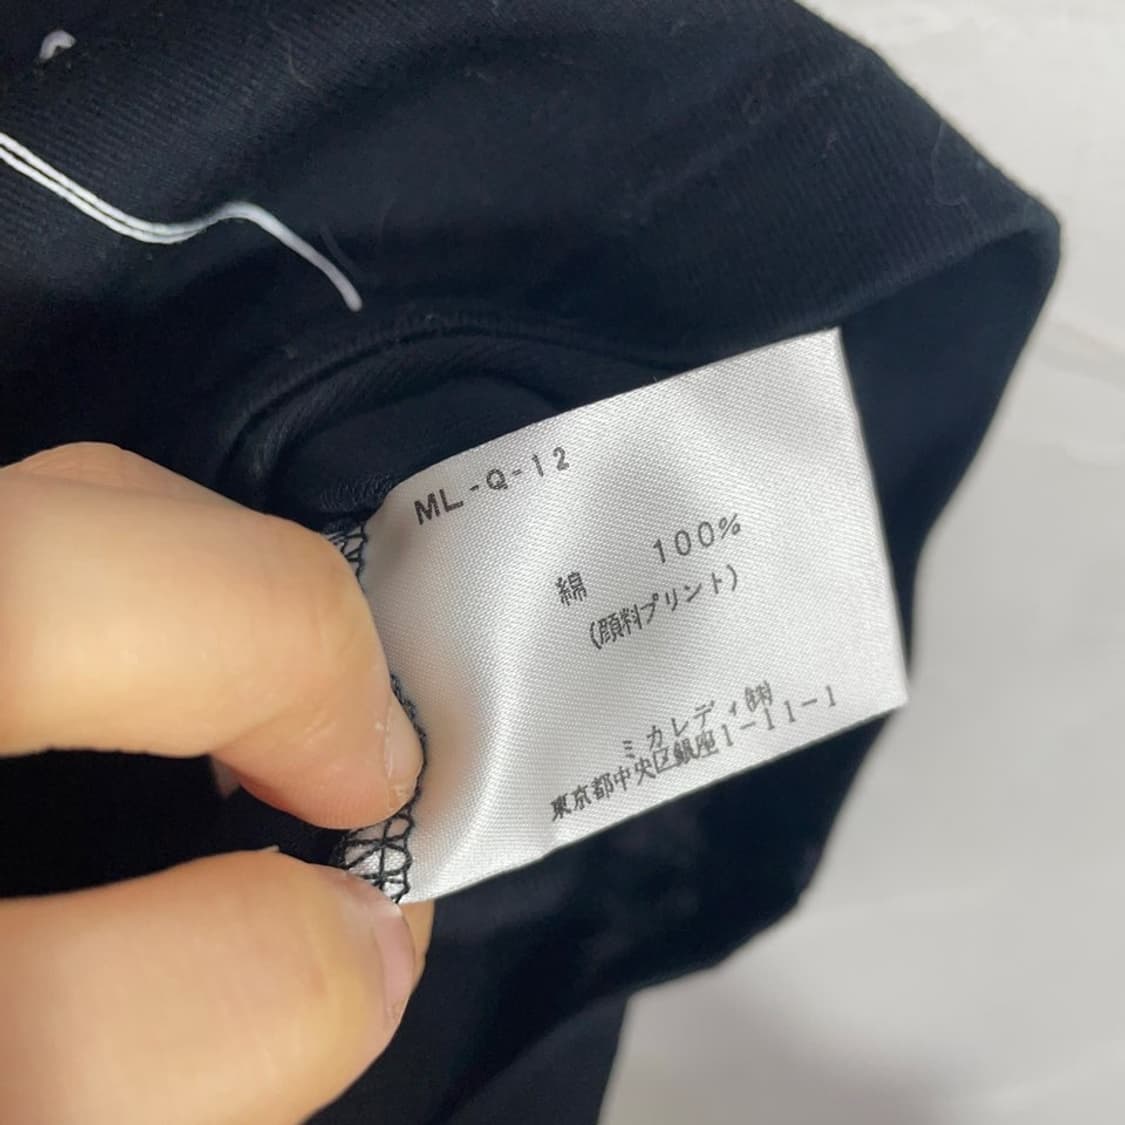 ML-Q-12
綿 100%
(顔料プリント)
ミカレディ㈱
東京都中央区銀座1-11-1